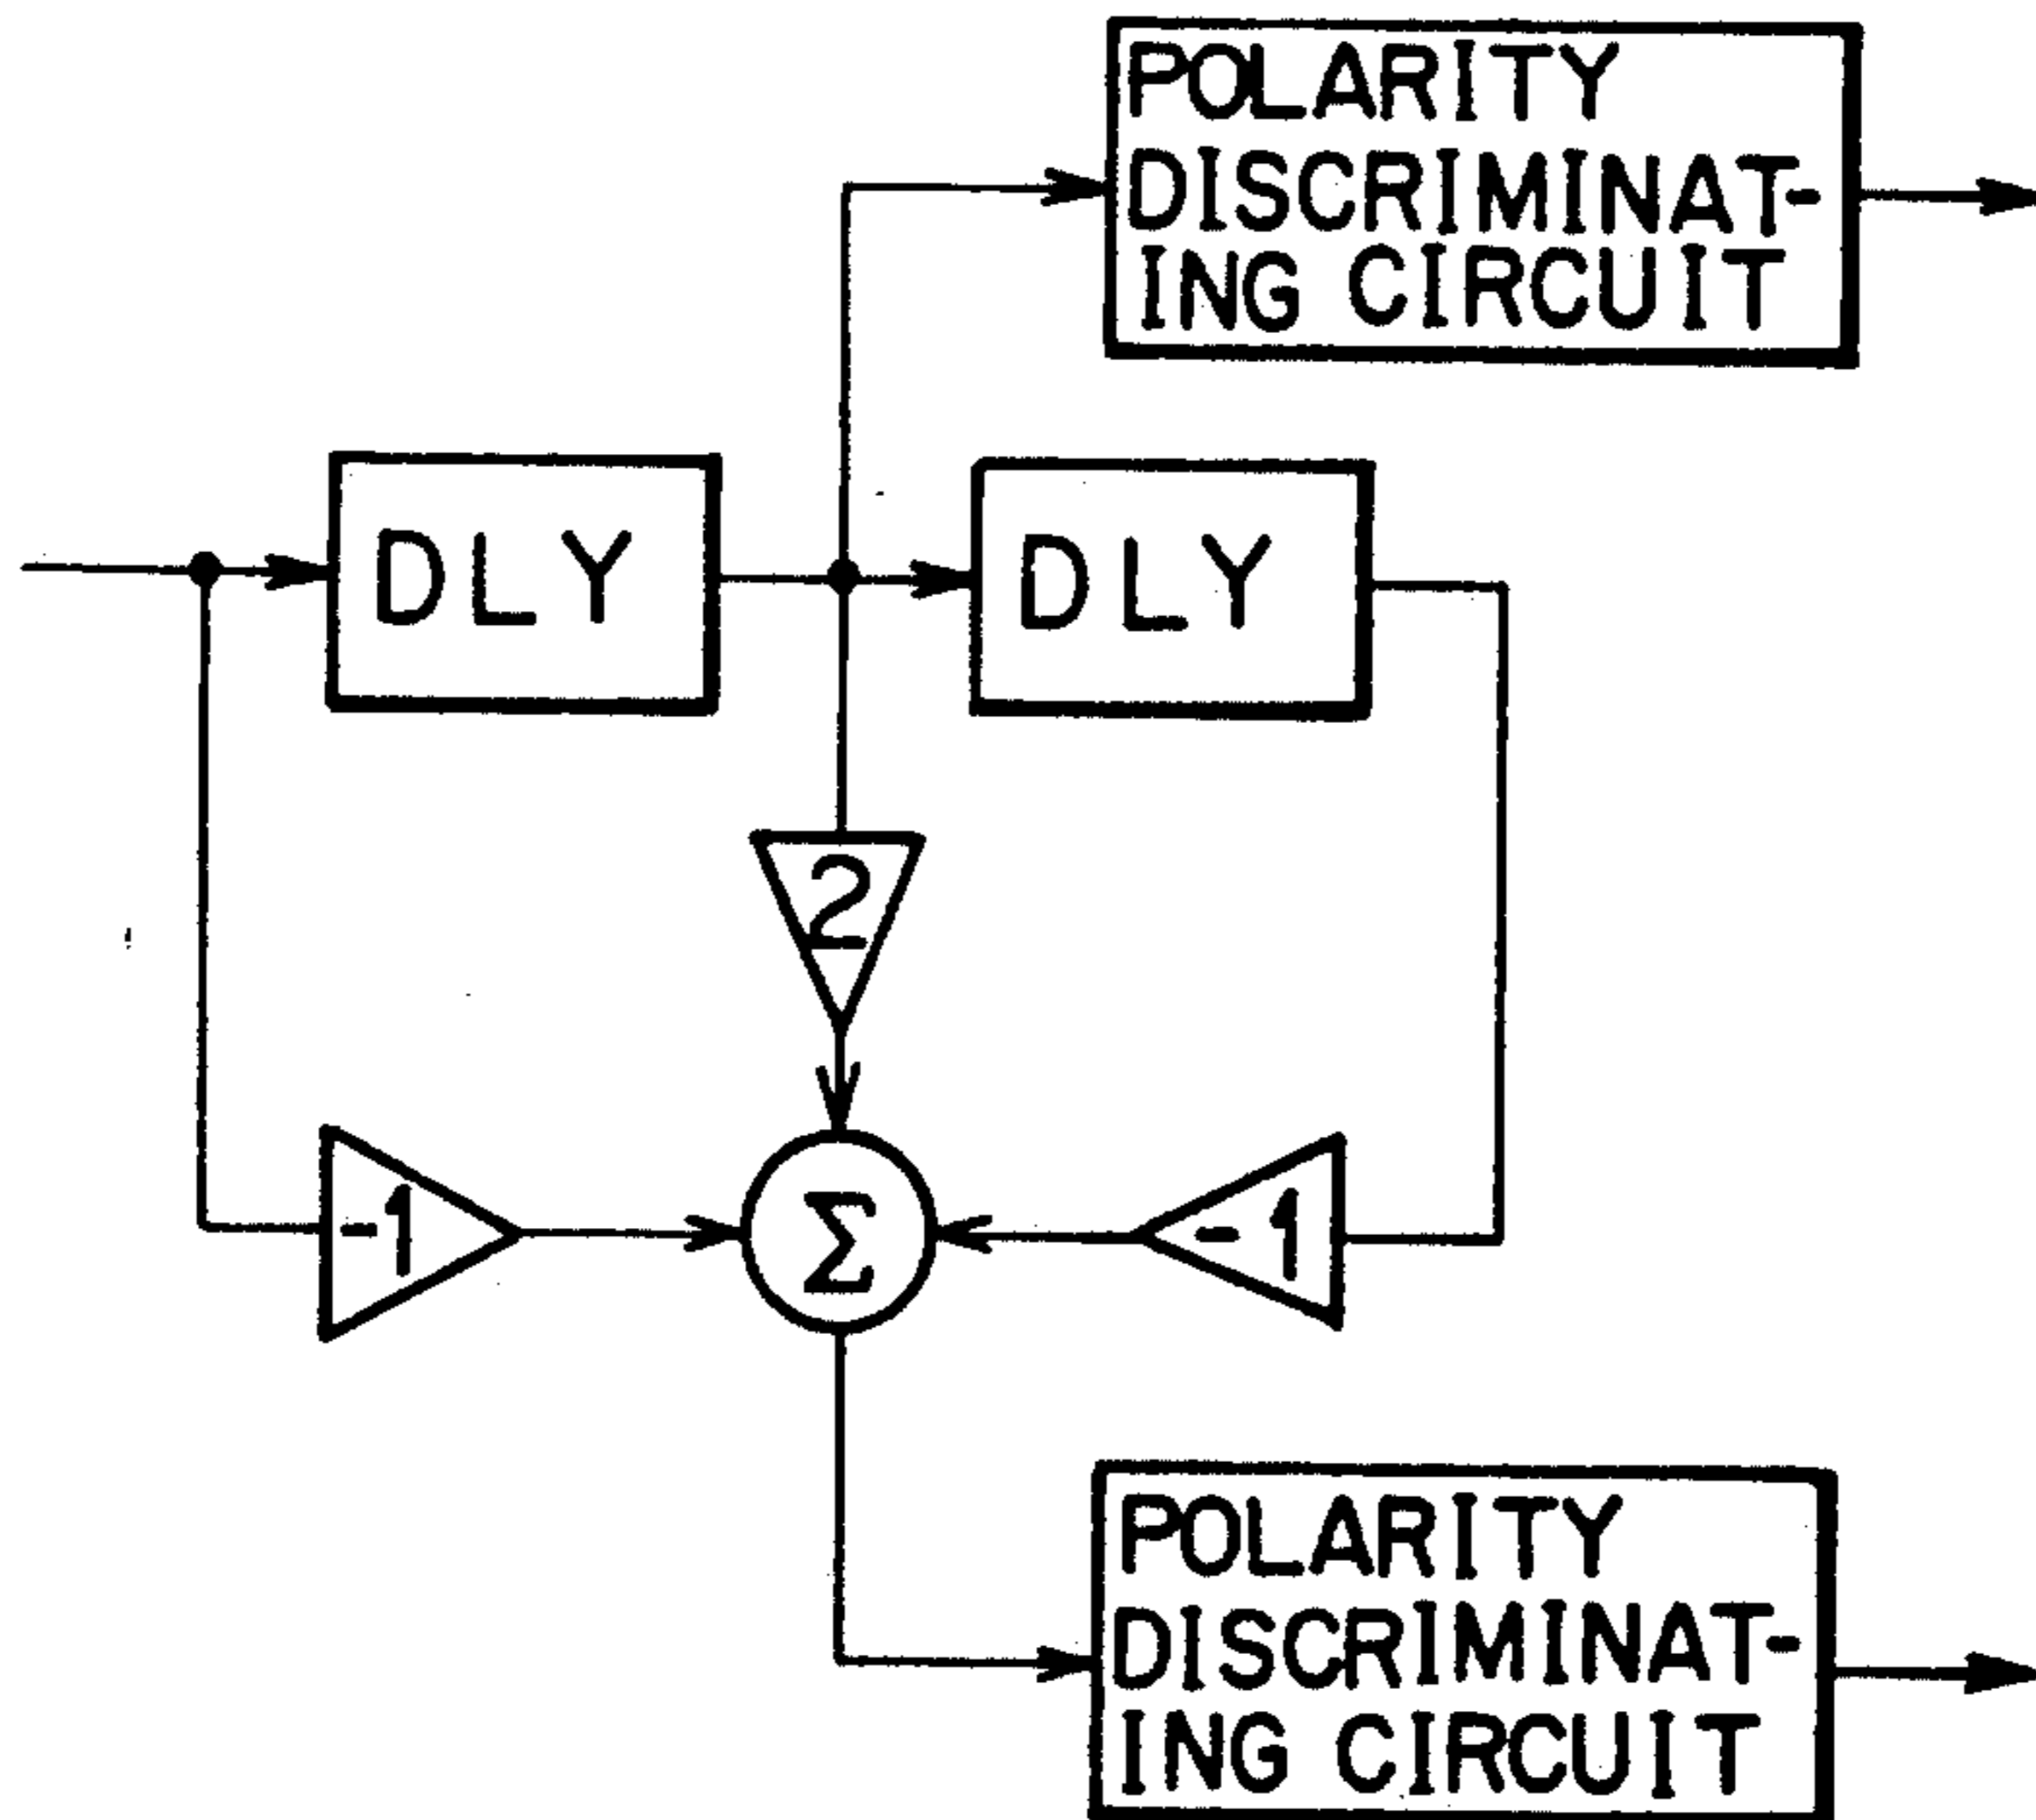 POLARITY
DISCRIMINAT-
ING CIRCUIT
DLY
DLY
2
-1
Σ
-1
POLARITY
DISCRIMINAT-
ING CIRCUIT